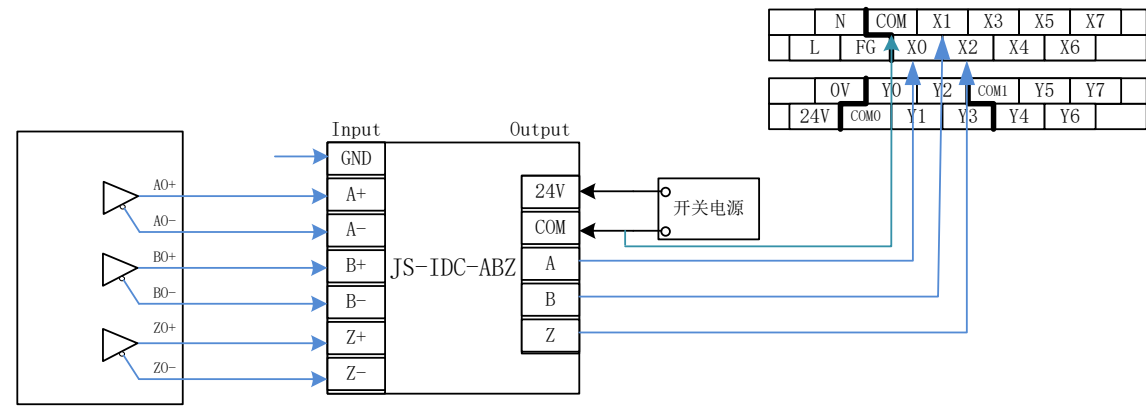 N COM X1 X3 X5 X7
L FG X0 X2 X4 X6
0V Y0 Y2 COM1 Y5 Y7
24V COM0 Y1 Y3 Y4 Y6
Input Output
GND
A0+ A+ 24V
开关电源
A0- A- COM
B0+ B+ JS-IDC-ABZ A
B0- B- B
Z0+ Z+ Z
Z0- Z-